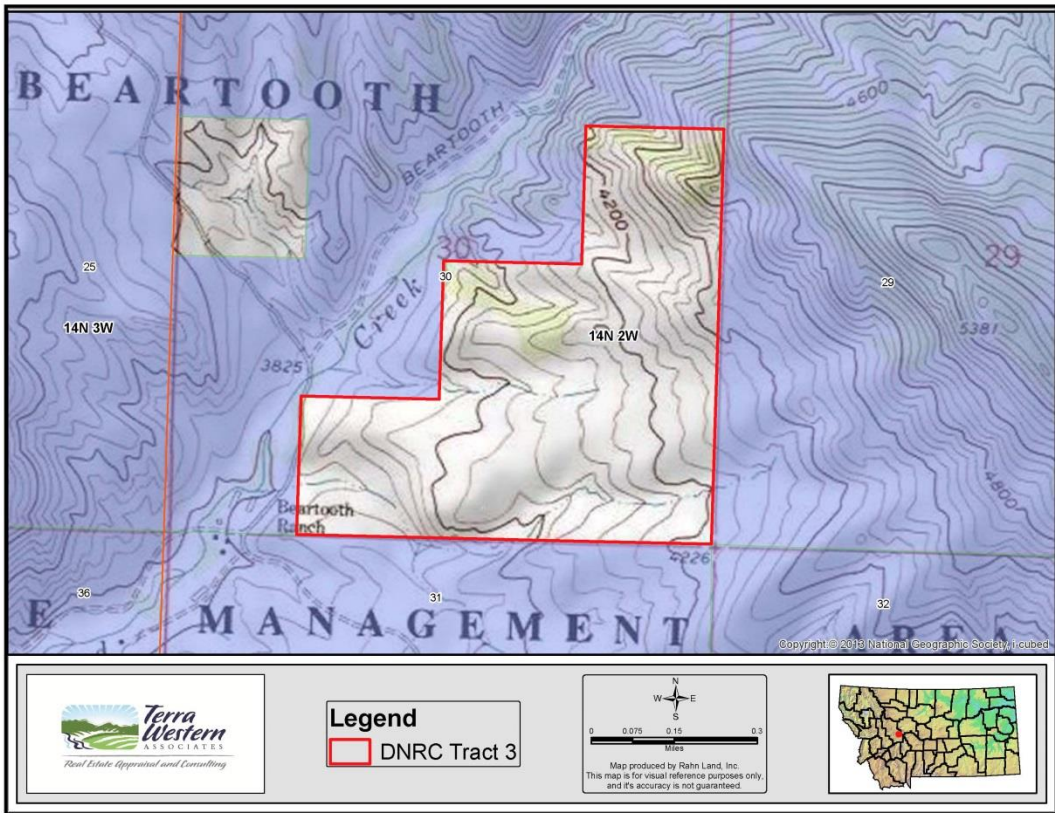 BEARTOOTH
BEARTOOTH
4600
4200
30
30
29
29
Creek
25
14N 3W
14N 2W
5381
3825
4800
Beartooth
Ranch
4226
36
31
32
E MANAGEMENT AREA
Copyright:© 2013 National Geographic Society, i-cubed
Terra
Western
ASSOCIATES
Real Estate Appraisal and Consulting
Legend
DNRC Tract 3
N
W E
S
0 0.075 0.15 0.3
Miles
Map produced by Rahn Land, Inc.
This map is for visual reference purposes only,
and it's accuracy is not guaranteed.